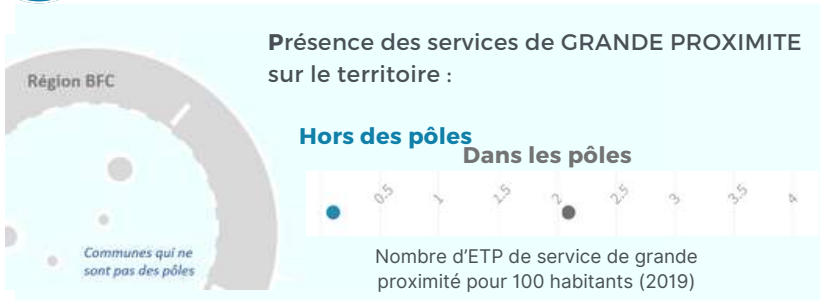 Présence des services de GRANDE PROXIMITE
sur le territoire :
Région BFC
Hors des pôles
Dans les pôles
0.5 1 1.5 2 2.5 3 3.5 4
Communes qui ne
sont pas des pôles
Nombre d'ETP de service de grande
proximité pour 100 habitants (2019)